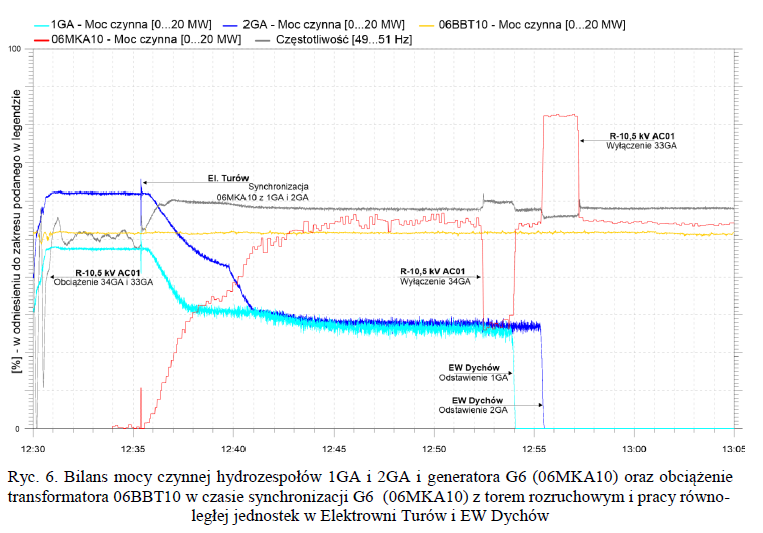 1GA - Moc czynna [0...20 MW] 2GA - Moc czynna [0...20 MW] 06BBT10 - Moc czynna [0...20 MW]
06MKA10 - Moc czynna [0...20 MW] Częstotliwość [49...51 Hz]
100
[%] - w odniesieniu do zakresu podanego w legendzie
R-10,5 kV AC01
Wyłączenie 33GA
El. Turów
Synchronizacja
06MKA10 z 1GA i 2GA
R-10,5 kV AC01
Obciążenie 34GA i 33GA
R-10,5 kV AC01
Wyłączenie 34GA
EW Dychów
Odstawienie 1GA
EW Dychów
Odstawienie 2GA
0
12:30 12:35 12:40 12:45 12:50 12:55 13:00 13:05
Ryc. 6. Bilans mocy czynnej hydrozespołów 1GA i 2GA i generatora G6 (06MKA10) oraz obciążenie
transformatora 06BBT10 w czasie synchronizacji G6 (06MKA10) z torem rozruchowym i pracy równo-
ległej jednostek w Elektrowni Turów i EW Dychów